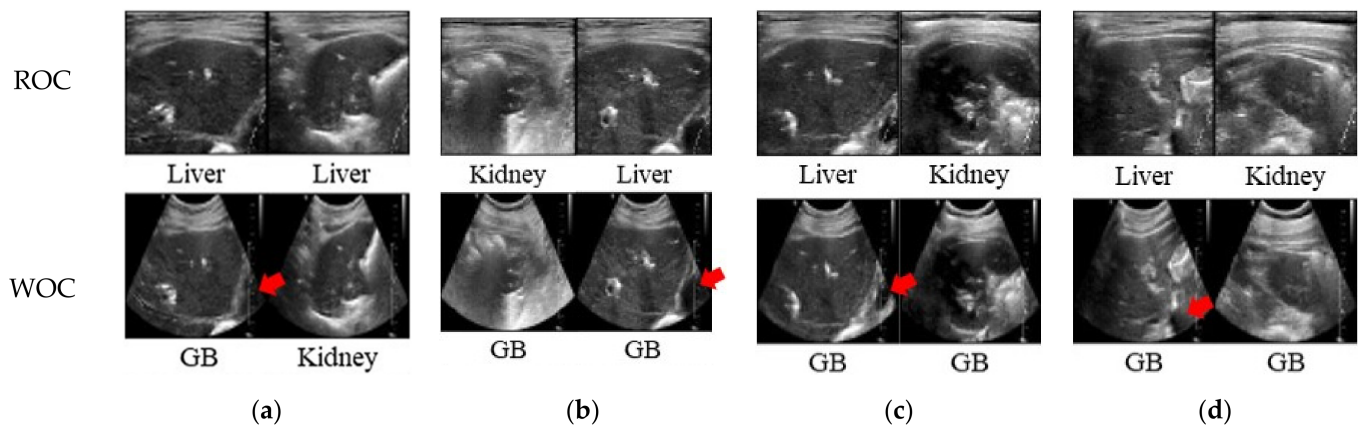 ROC
Liver Liver Kidney Liver Liver Kidney Liver Kidney
WOC
GB Kidney GB GB GB GB GB GB
(a) (b) (c) (d)